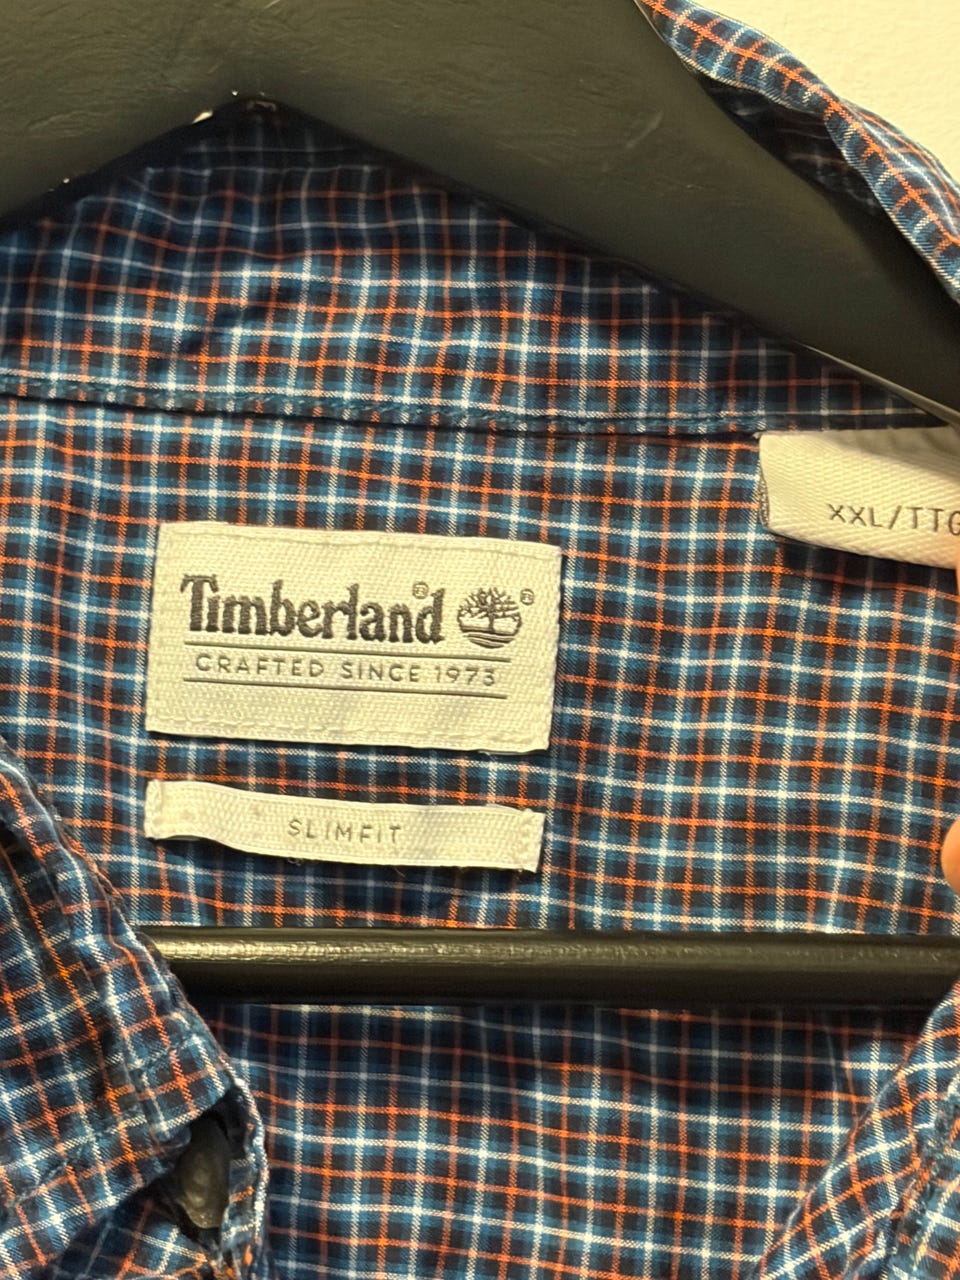 XXL/TTG
Timberland®
CRAFTED SINCE 1973
SLIMFIT